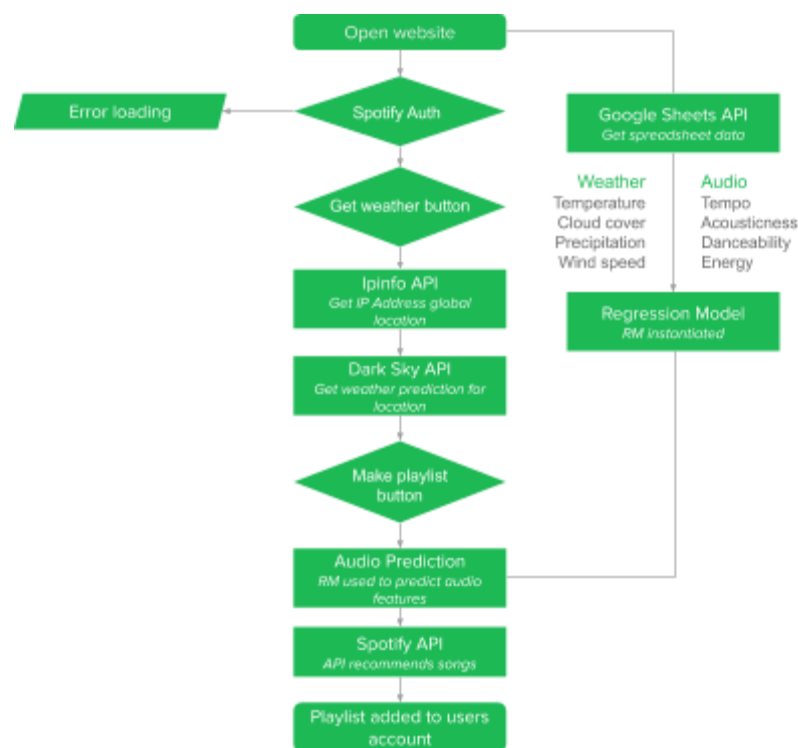 Open website
Spotify Auth
Error loading
Google Sheets API
Get spreadsheet data
Weather
Temperature
Cloud cover
Precipitation
Wind speed
Audio
Tempo
Acousticness
Danceability
Energy
Regression Model
RM instantiated
Get weather button
Ipinfo API
Get IP Address global
location
Dark Sky API
Get weather prediction for
location
Make playlist
button
Audio Prediction
RM used to predict audio
features
Spotify API
API recommends songs
Playlist added to users
account